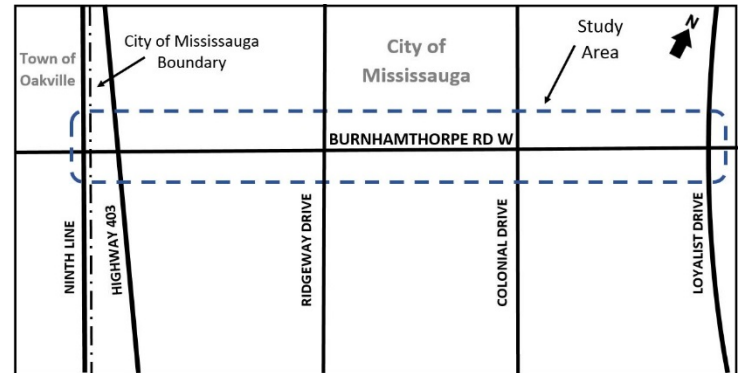 Town of
Oakville
City of Mississauga
Boundary
City of
Mississauga
Study
Area
N
BURNHAMTHORPE RD W
NINTH LINE
HIGHWAY 403
RIDGEWAY DRIVE
COLONIAL DRIVE
LOYALIST DRIVE